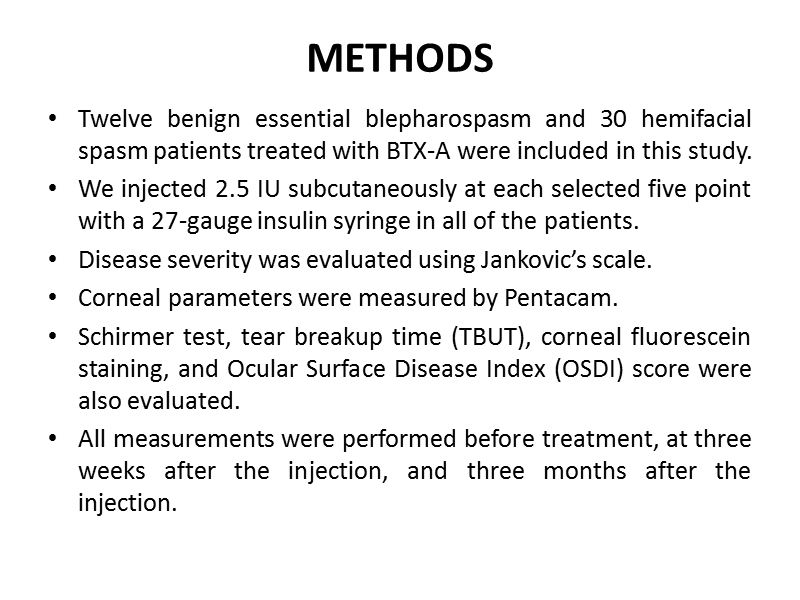 METHODS
• Twelve benign essential blepharospasm and 30 hemifacial
spasm patients treated with BTX-A were included in this study.
• We injected 2.5 IU subcutaneously at each selected five point
with a 27-gauge insulin syringe in all of the patients.
• Disease severity was evaluated using Jankovic’s scale.
• Corneal parameters were measured by Pentacam.
• Schirmer test, tear breakup time (TBUT), corneal fluorescein
staining, and Ocular Surface Disease Index (OSDI) score were
also evaluated.
• All measurements were performed before treatment, at three
weeks after the injection, and three months after the
injection.